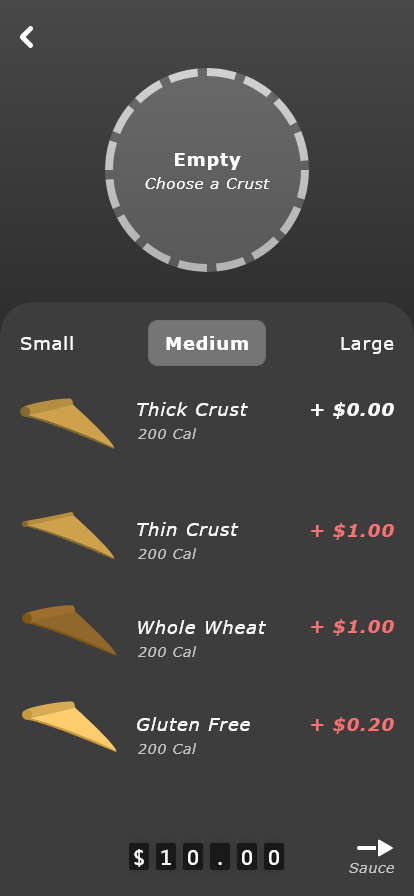 Empty
Choose a Crust
Small Medium Large
Thick Crust + $0.00
200 Cal
Thin Crust + $1.00
200 Cal
Whole Wheat + $1.00
200 Cal
Gluten Free + $0.20
200 Cal
$10.00
Sauce